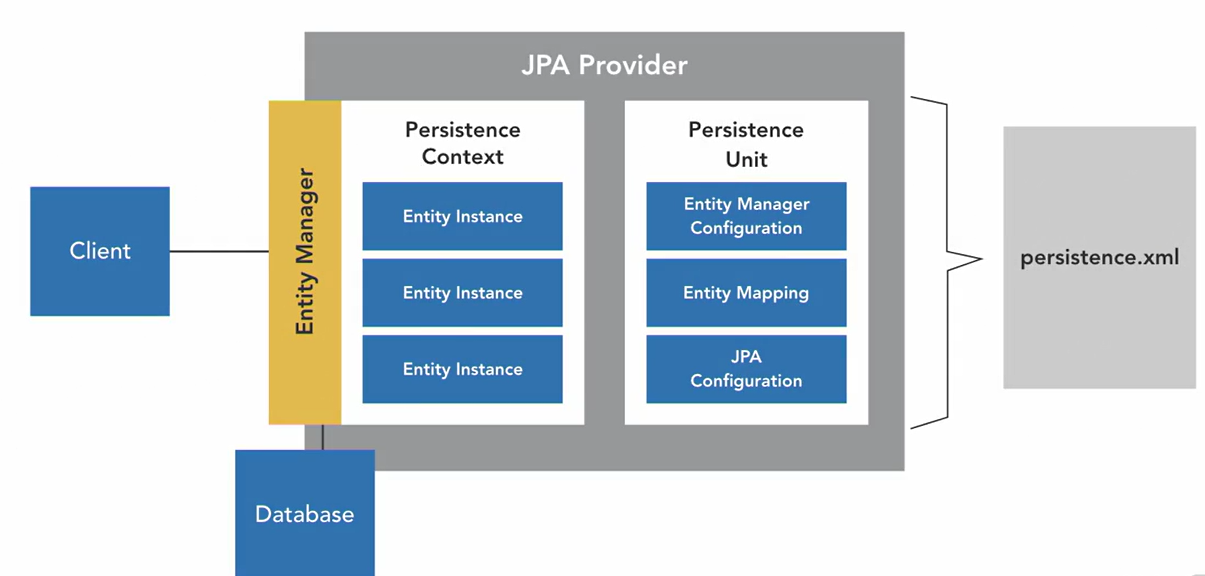 JPA Provider
Client
Entity Manager
Persistence
Context
Entity Instance
Entity Instance
Entity Instance
Persistence
Unit
Entity Manager
Configuration
Entity Mapping
JPA
Configuration
persistence.xml
Database